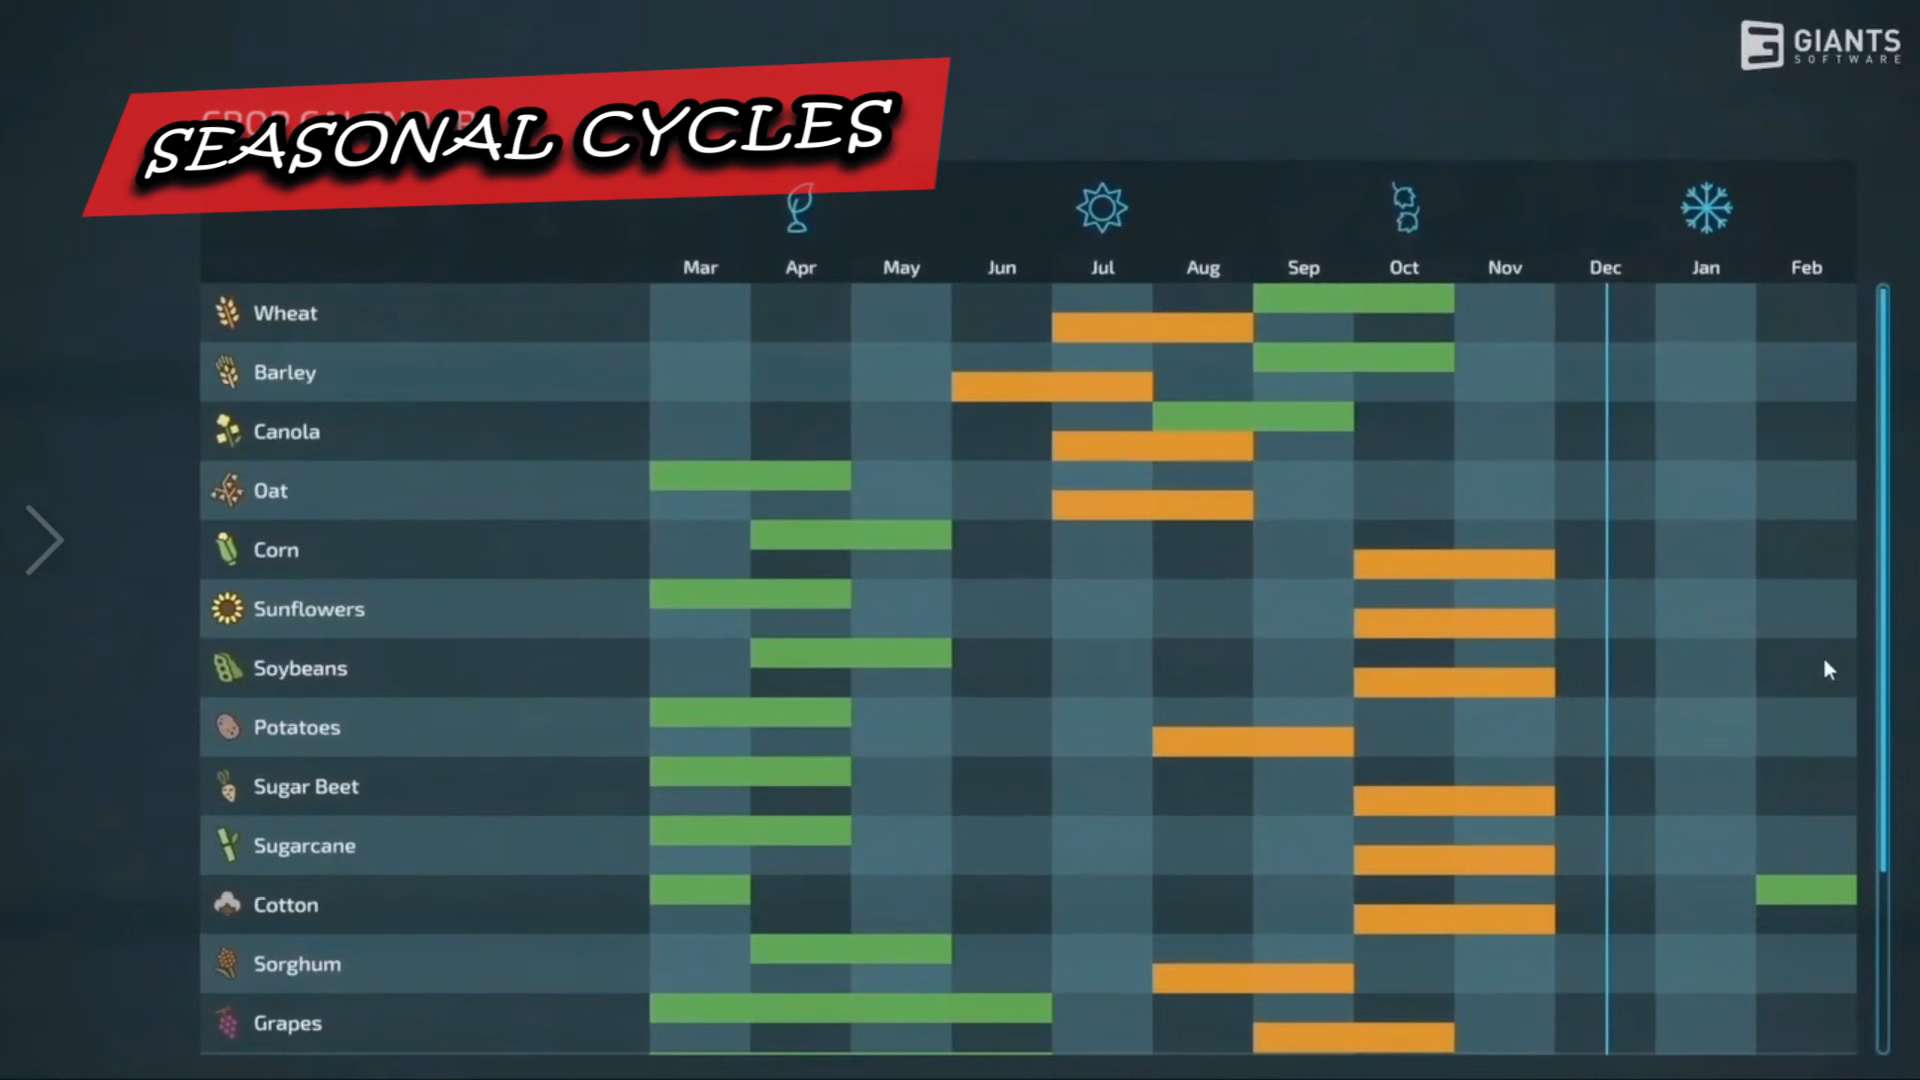 GIANTS
SOFTWARE
SEASONAL CYCLES
Mar Apr May Jun Jul Aug Sep Oct Nov Dec Jan Feb
Wheat
Barley
Canola
Oat
Corn
Sunflowers
Soybeans
Potatoes
Sugar Beet
Sugarcane
Cotton
Sorghum
Grapes